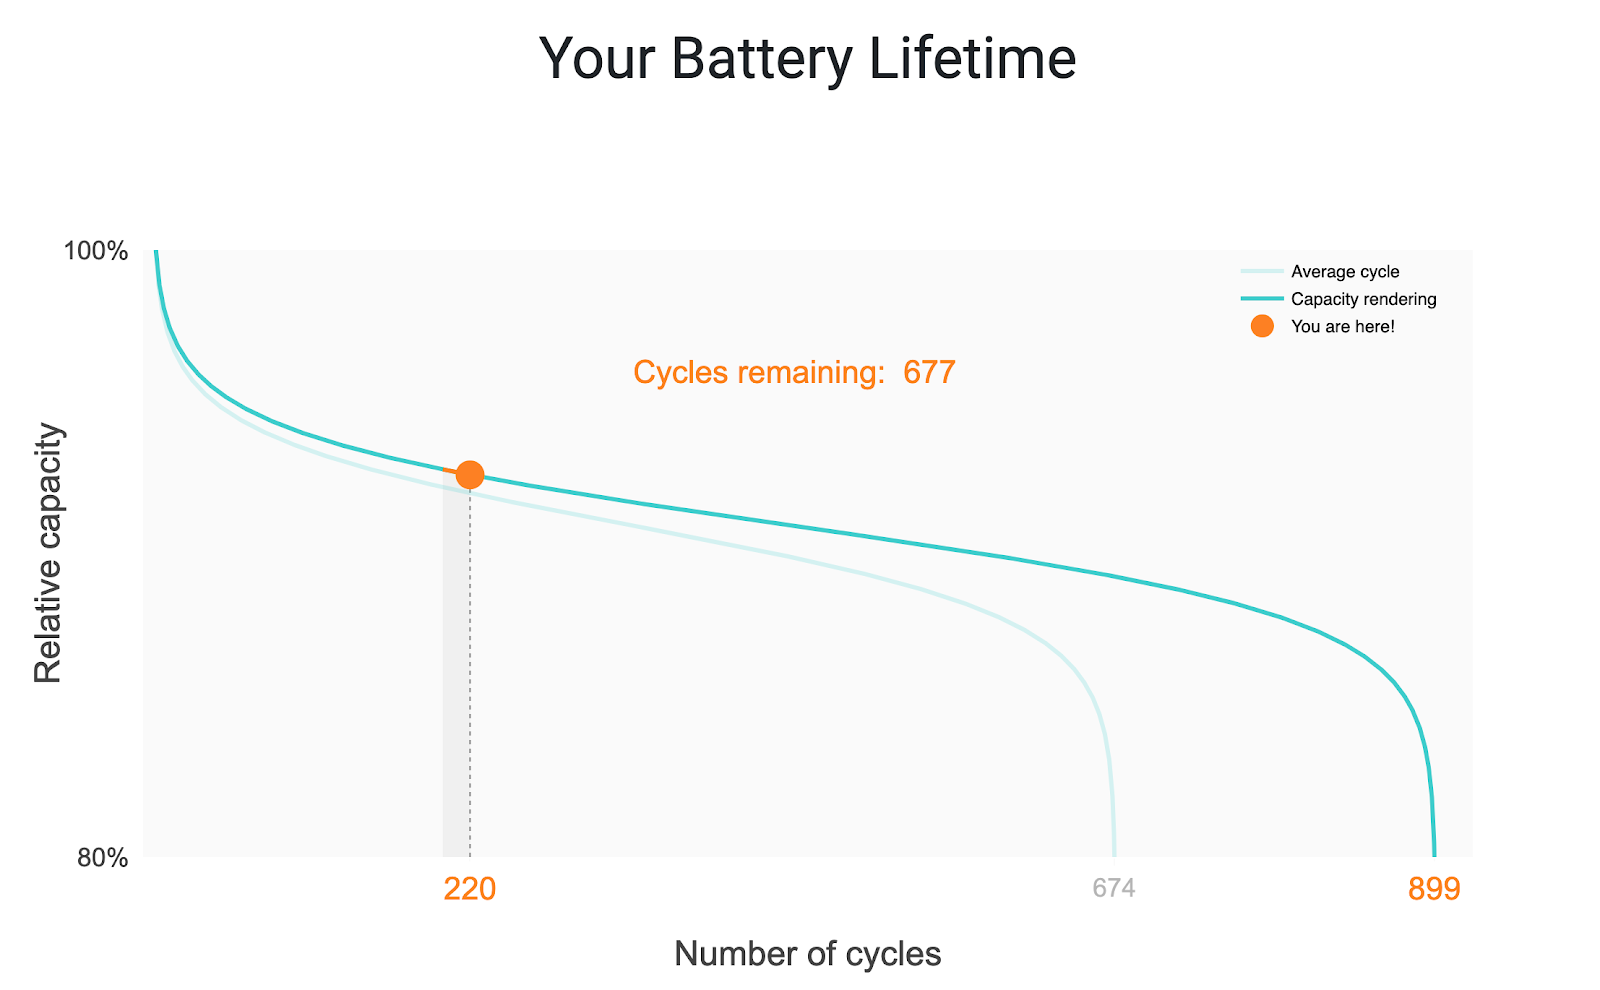 Your Battery Lifetime
100%
Average cycle
Capacity rendering
You are here!
Cycles remaining: 677
Relative capacity
80%
220
674
899
Number of cycles